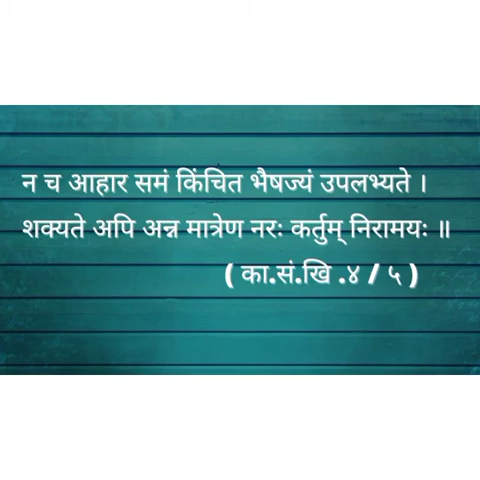 न च आहार समं किंचित भैषज्यं उपलभ्यते ।
शक्यते अपि अन्न मात्रेण नरः कर्तुम् निरामयः ॥
( का.सं.खि .४ / ५ )